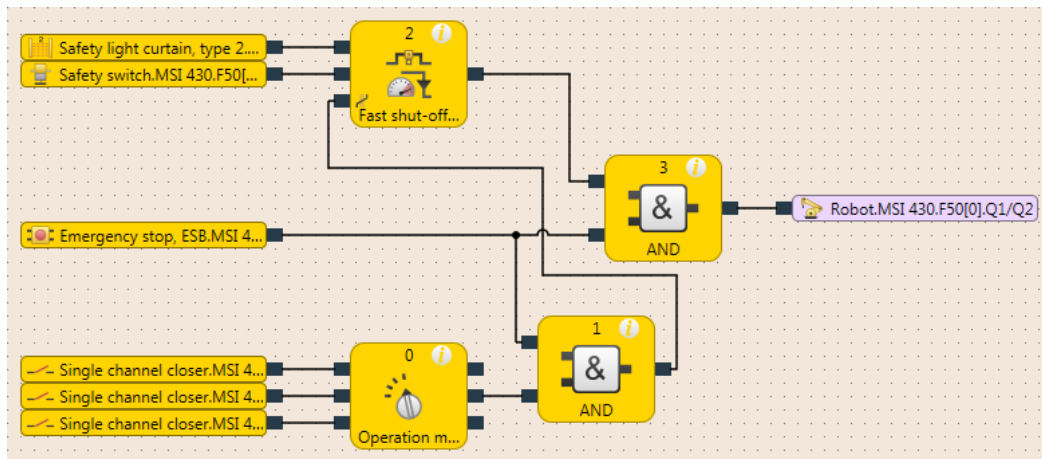 2
Safety light curtain, type 2....
Safety switch.MSI 430.F50[...
Fast shut-off...
3
&
AND
Robot.MSI 430.F50[0].Q1/Q2
Emergency stop, ESB.MSI 4...
1
&
AND
0
Single channel closer.MSI 4...
Single channel closer.MSI 4...
Single channel closer.MSI 4...
Operation m...